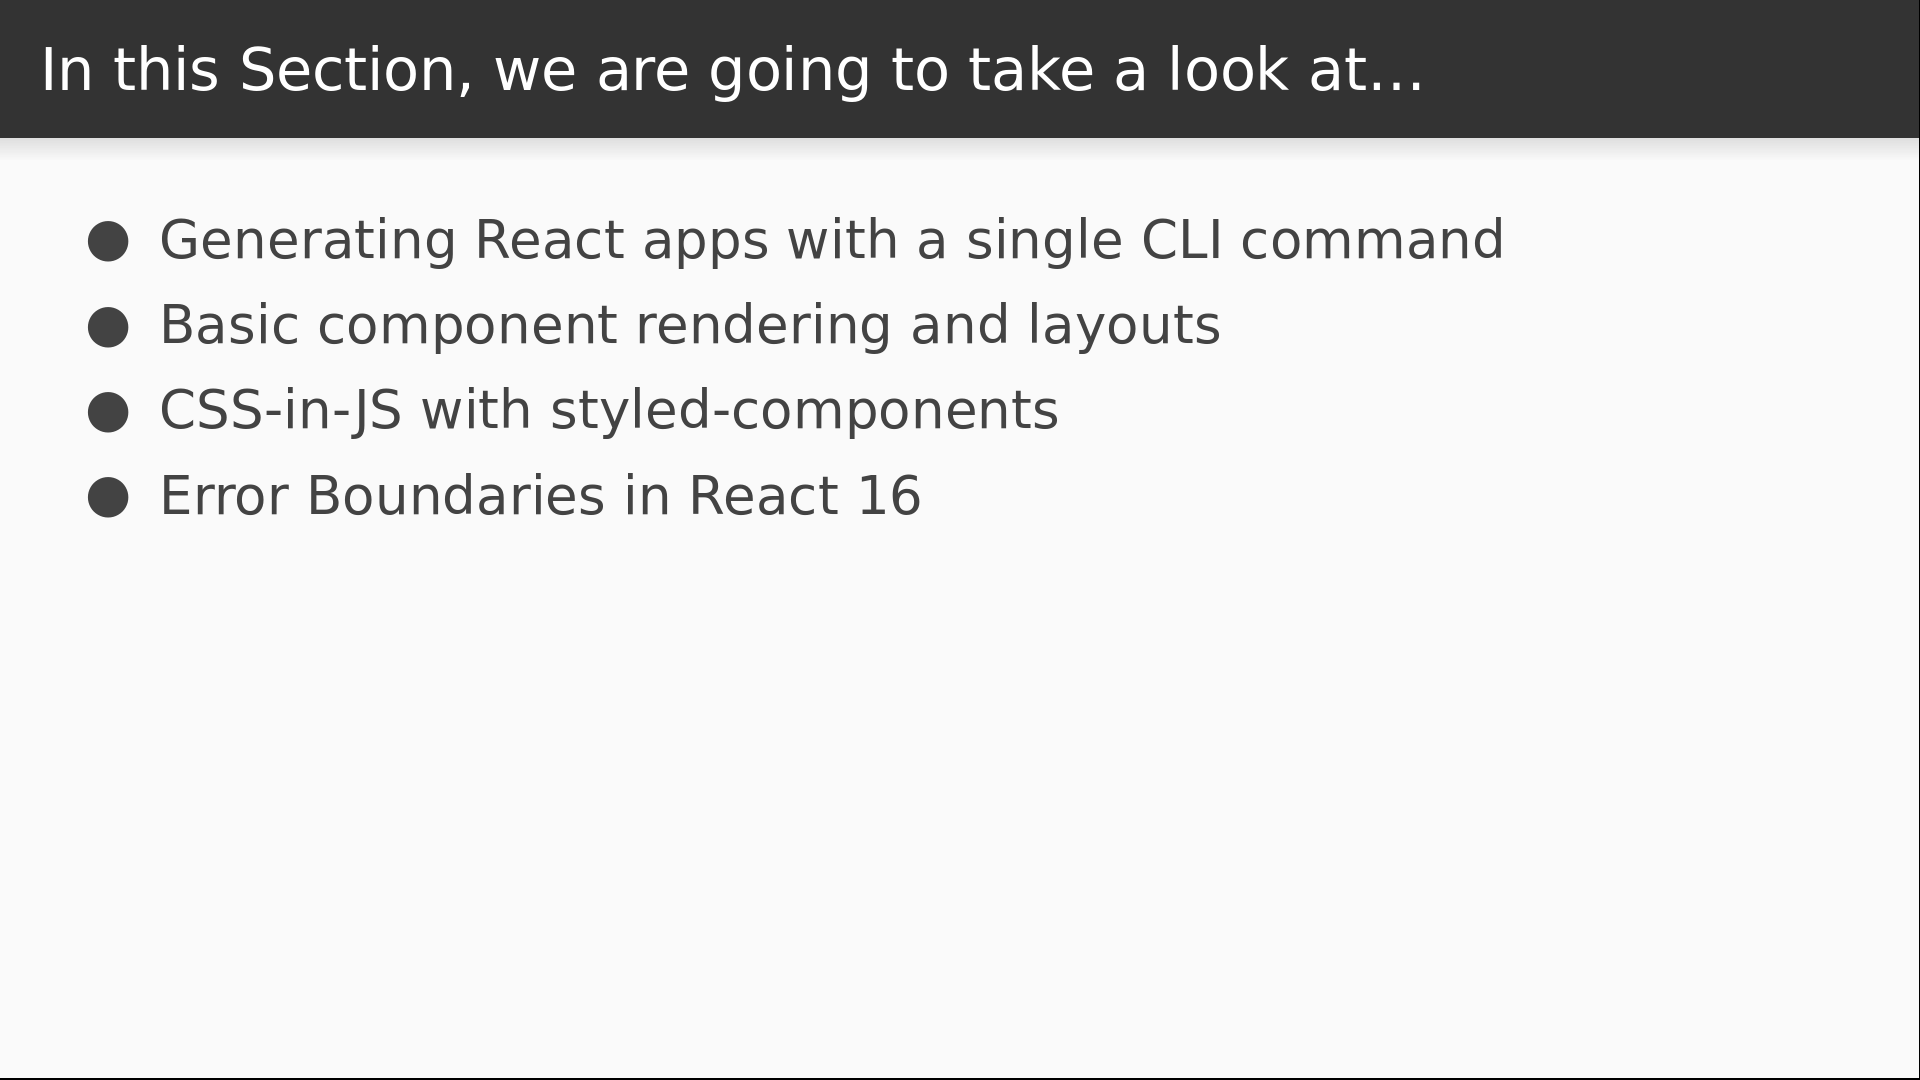 In this Section, we are going to take a look at...
● Generating React apps with a single CLI command
● Basic component rendering and layouts
● CSS-in-JS with styled-components
● Error Boundaries in React 16